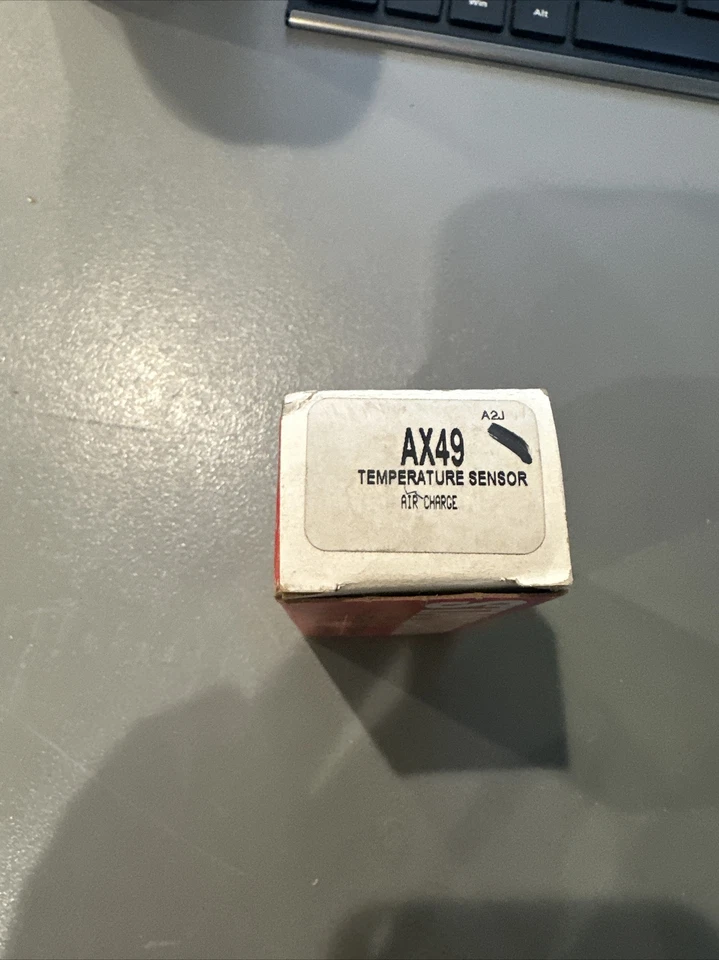 Win
Alt
A2J
AX49
TEMPERATURE SENSOR
AIR CHARGE